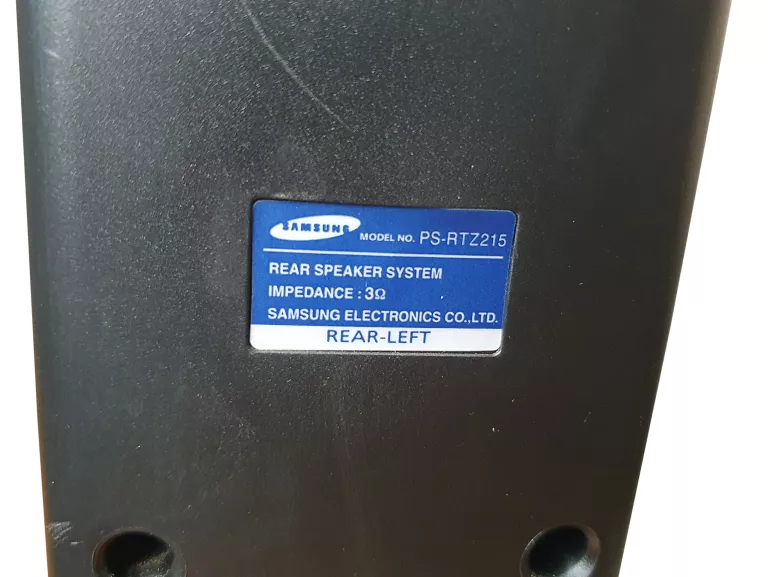 SAMSUNG MODEL NO. PS-RTZ215
REAR SPEAKER SYSTEM
IMPEDANCE : 3Ω
SAMSUNG ELECTRONICS CO.,LTD.
REAR-LEFT